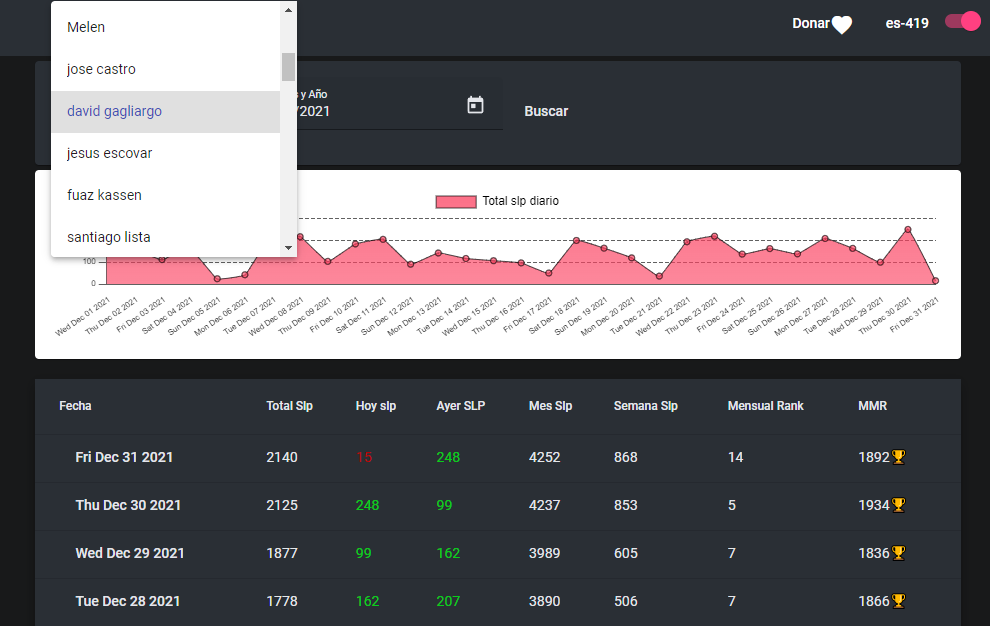 Donar
es-419
Melen
jose castro
david gagliargo
jesus escovar
fuaz kassen
santiago lista
s y Año
/2021
Buscar
Total slp diario
100
0
Wed Dec 01 2021
Thu Dec 02 2021
Fri Dec 03 2021
Sat Dec 04 2021
Sun Dec 05 2021
Mon Dec 06 2021
Tue Dec 07 2021
Wed Dec 08 2021
Thu Dec 09 2021
Fri Dec 10 2021
Sat Dec 11 2021
Sun Dec 12 2021
Mon Dec 13 2021
Tue Dec 14 2021
Wed Dec 15 2021
Thu Dec 16 2021
Fri Dec 17 2021
Sat Dec 18 2021
Sun Dec 19 2021
Mon Dec 20 2021
Tue Dec 21 2021
Wed Dec 22 2021
Thu Dec 23 2021
Fri Dec 24 2021
Sat Dec 25 2021
Sun Dec 26 2021
Mon Dec 27 2021
Tue Dec 28 2021
Wed Dec 29 2021
Thu Dec 30 2021
Fri Dec 31 2021
Fecha Total Slp Hoy slp Ayer SLP Mes Slp Semana Slp Mensual Rank MMR
Fri Dec 31 2021 2140 15 248 4252 868 14 1892
Thu Dec 30 2021 2125 248 99 4237 853 5 1934
Wed Dec 29 2021 1877 99 162 3989 605 7 1836
Tue Dec 28 2021 1778 162 207 3890 506 7 1866